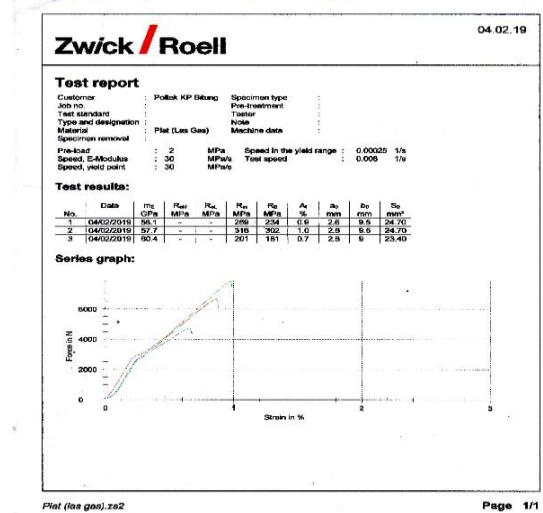 04.02.19
Zwick / Roell
Test report
Customer : Poltek KP Bitung Specimen type :
Job no. : Pre-treatment :
Test standard : Tester :
Type and designation : Note :
Material : Plat (Las Gas) Machine data :
Specimen removal :
Pre-load : 2 MPa Speed in the yield range : 0.00025 1/s
Speed, E-Modulus : 30 MPa/s Test speed : 0.008 1/s
Speed, yield point : 30 MPa/s
Test results:
No. Date mE ReH ReL Rm RB At a0 b0 S0
GPa MPa MPa MPa MPa % mm mm mm²
1 04/02/2019 56.1 - - 269 234 0.9 2.6 9.5 24.70
2 04/02/2019 57.7 - - 316 302 1.0 2.6 9.5 24.70
3 04/02/2019 60.4 - - 201 181 0.7 2.6 9 23.40
Series graph:
Force in N
6000
4000
2000
0
0 1 2 3
Strain in %
Plat (las gas).zs2 Page 1/1